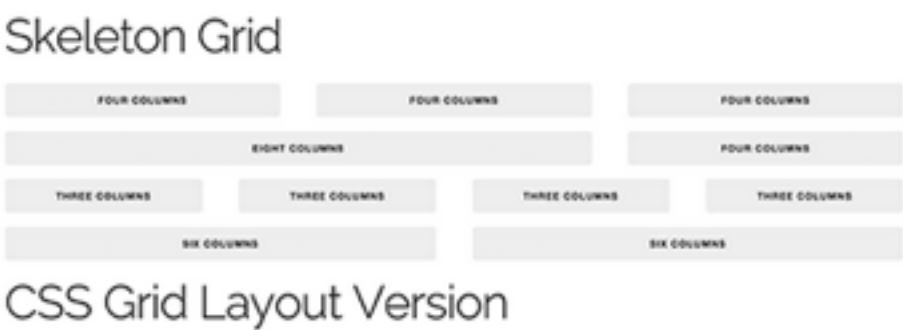 Skeleton Grid
FOUR COLUMNS FOUR COLUMNS FOUR COLUMNS
EIGHT COLUMNS FOUR COLUMNS
THREE COLUMNS THREE COLUMNS THREE COLUMNS THREE COLUMNS
SIX COLUMNS SIX COLUMNS
CSS Grid Layout Version